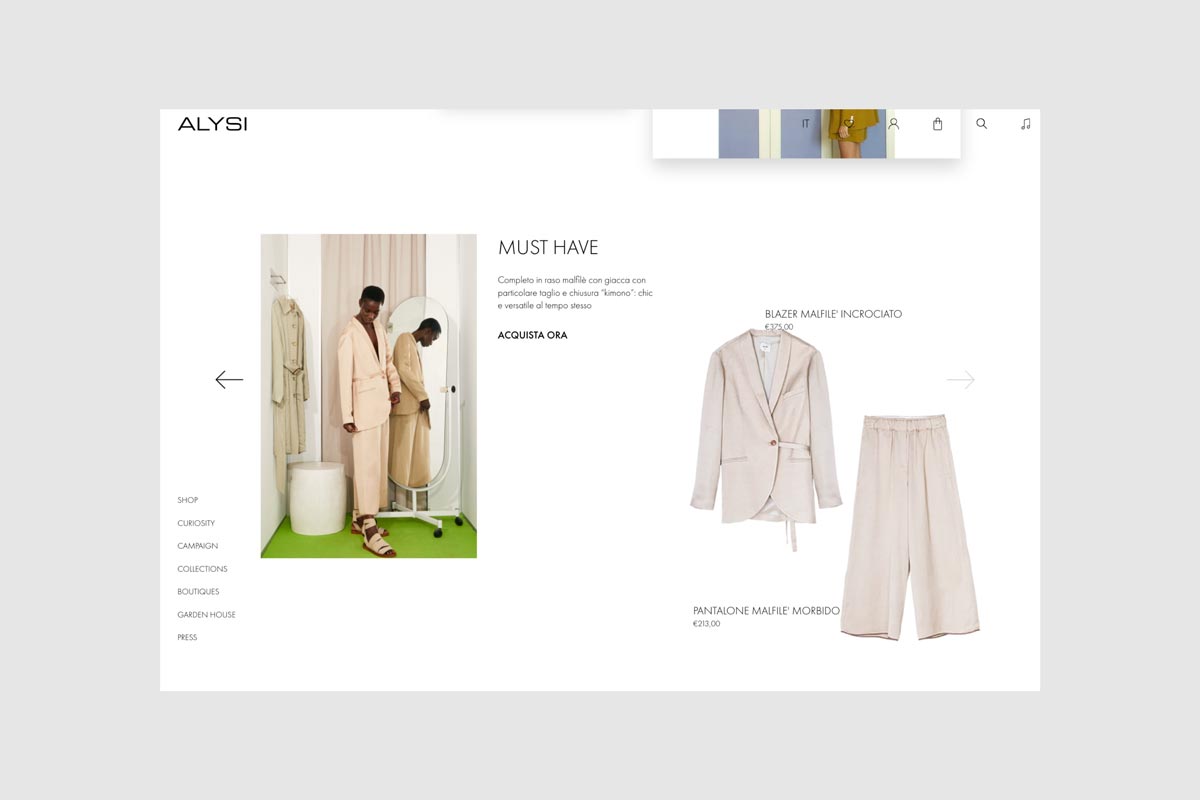 ALYSI
IT
MUST HAVE
Completo in raso malfilè con giacca con
particolare taglio e chiusura "kimono": chic
e versatile al tempo stesso
ACQUISTA ORA
BLAZER MALFILE' INCROCIATO
€375,00
SHOP
CURIOSITY
CAMPAIGN
COLLECTIONS
BOUTIQUES
GARDEN HOUSE
PRESS
PANTALONE MALFILE' MORBIDO
€213,00